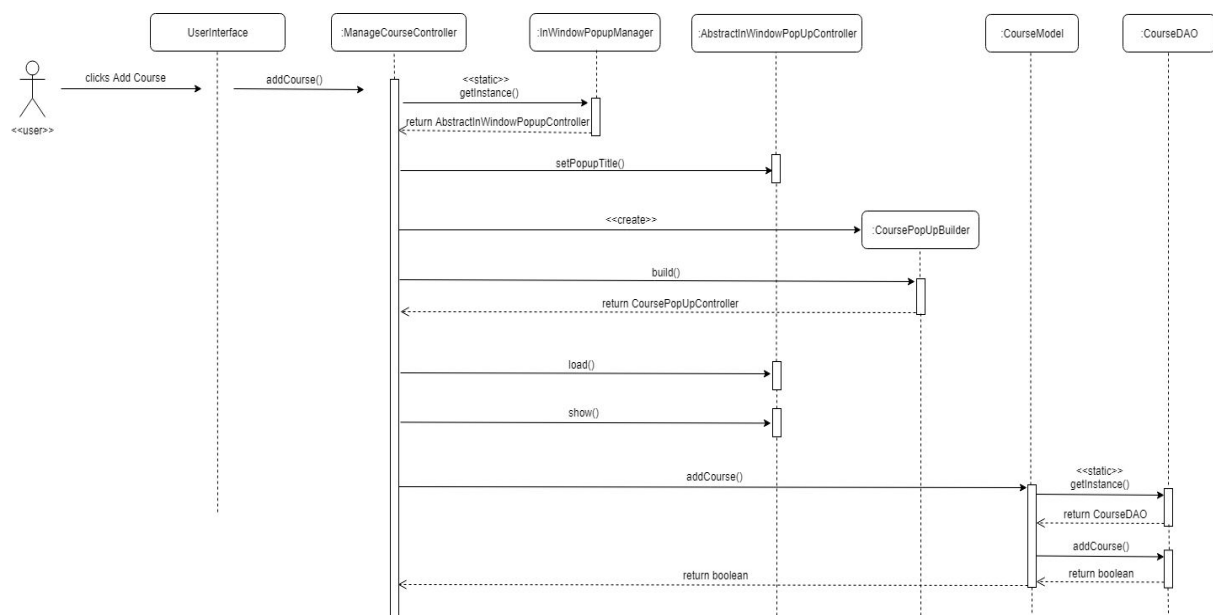 UserInterface
:ManageCourseController
:InWindowPopupManager
:AbstractInWindowPopUpController
:CourseModel
:CourseDAO
clicks Add Course
addCourse()
<<static>>
getInstance()
<<user>>
return AbstractInWindowPopupController
setPopupTitle()
<<create>>
:CoursePopUpBuilder
build()
return CoursePopUpController
load()
show()
addCourse()
<<static>>
getInstance()
return CourseDAO
addCourse()
return boolean
return boolean